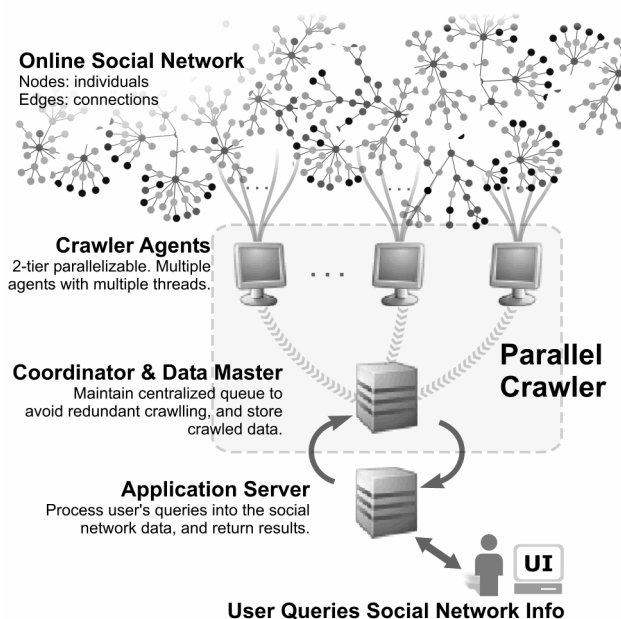 Online Social Network
Nodes: individuals
Edges: connections
. . .
. . .
. . .
Crawler Agents
2-tier parallelizable. Multiple
agents with multiple threads.
. . .
Parallel
Crawler
Coordinator & Data Master
Maintain centralized queue to
avoid redundant crawlling, and store
crawled data.
Application Server
Process user's queries into the social
network data, and return results.
UI
User Queries Social Network Info